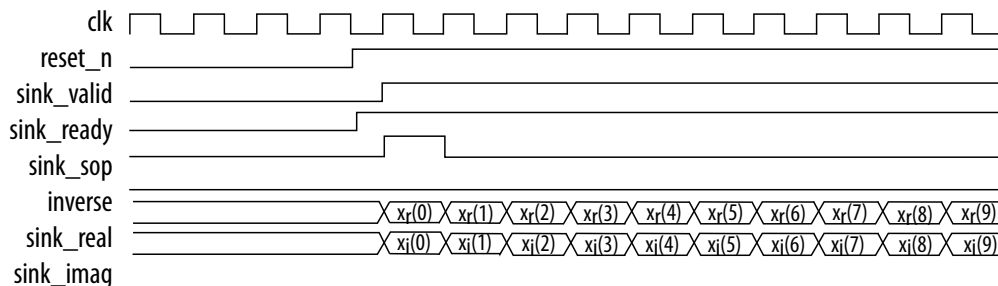 clk
reset_n
sink_valid
sink_ready
sink_sop
inverse
xr(0) xr(1) xr(2) xr(3) xr(4) xr(5) xr(6) xr(7) xr(8) xr(9)
sink_real
xi(0) xi(1) xi(2) xi(3) xi(4) xi(5) xi(6) xi(7) xi(8) xi(9)
sink_imag